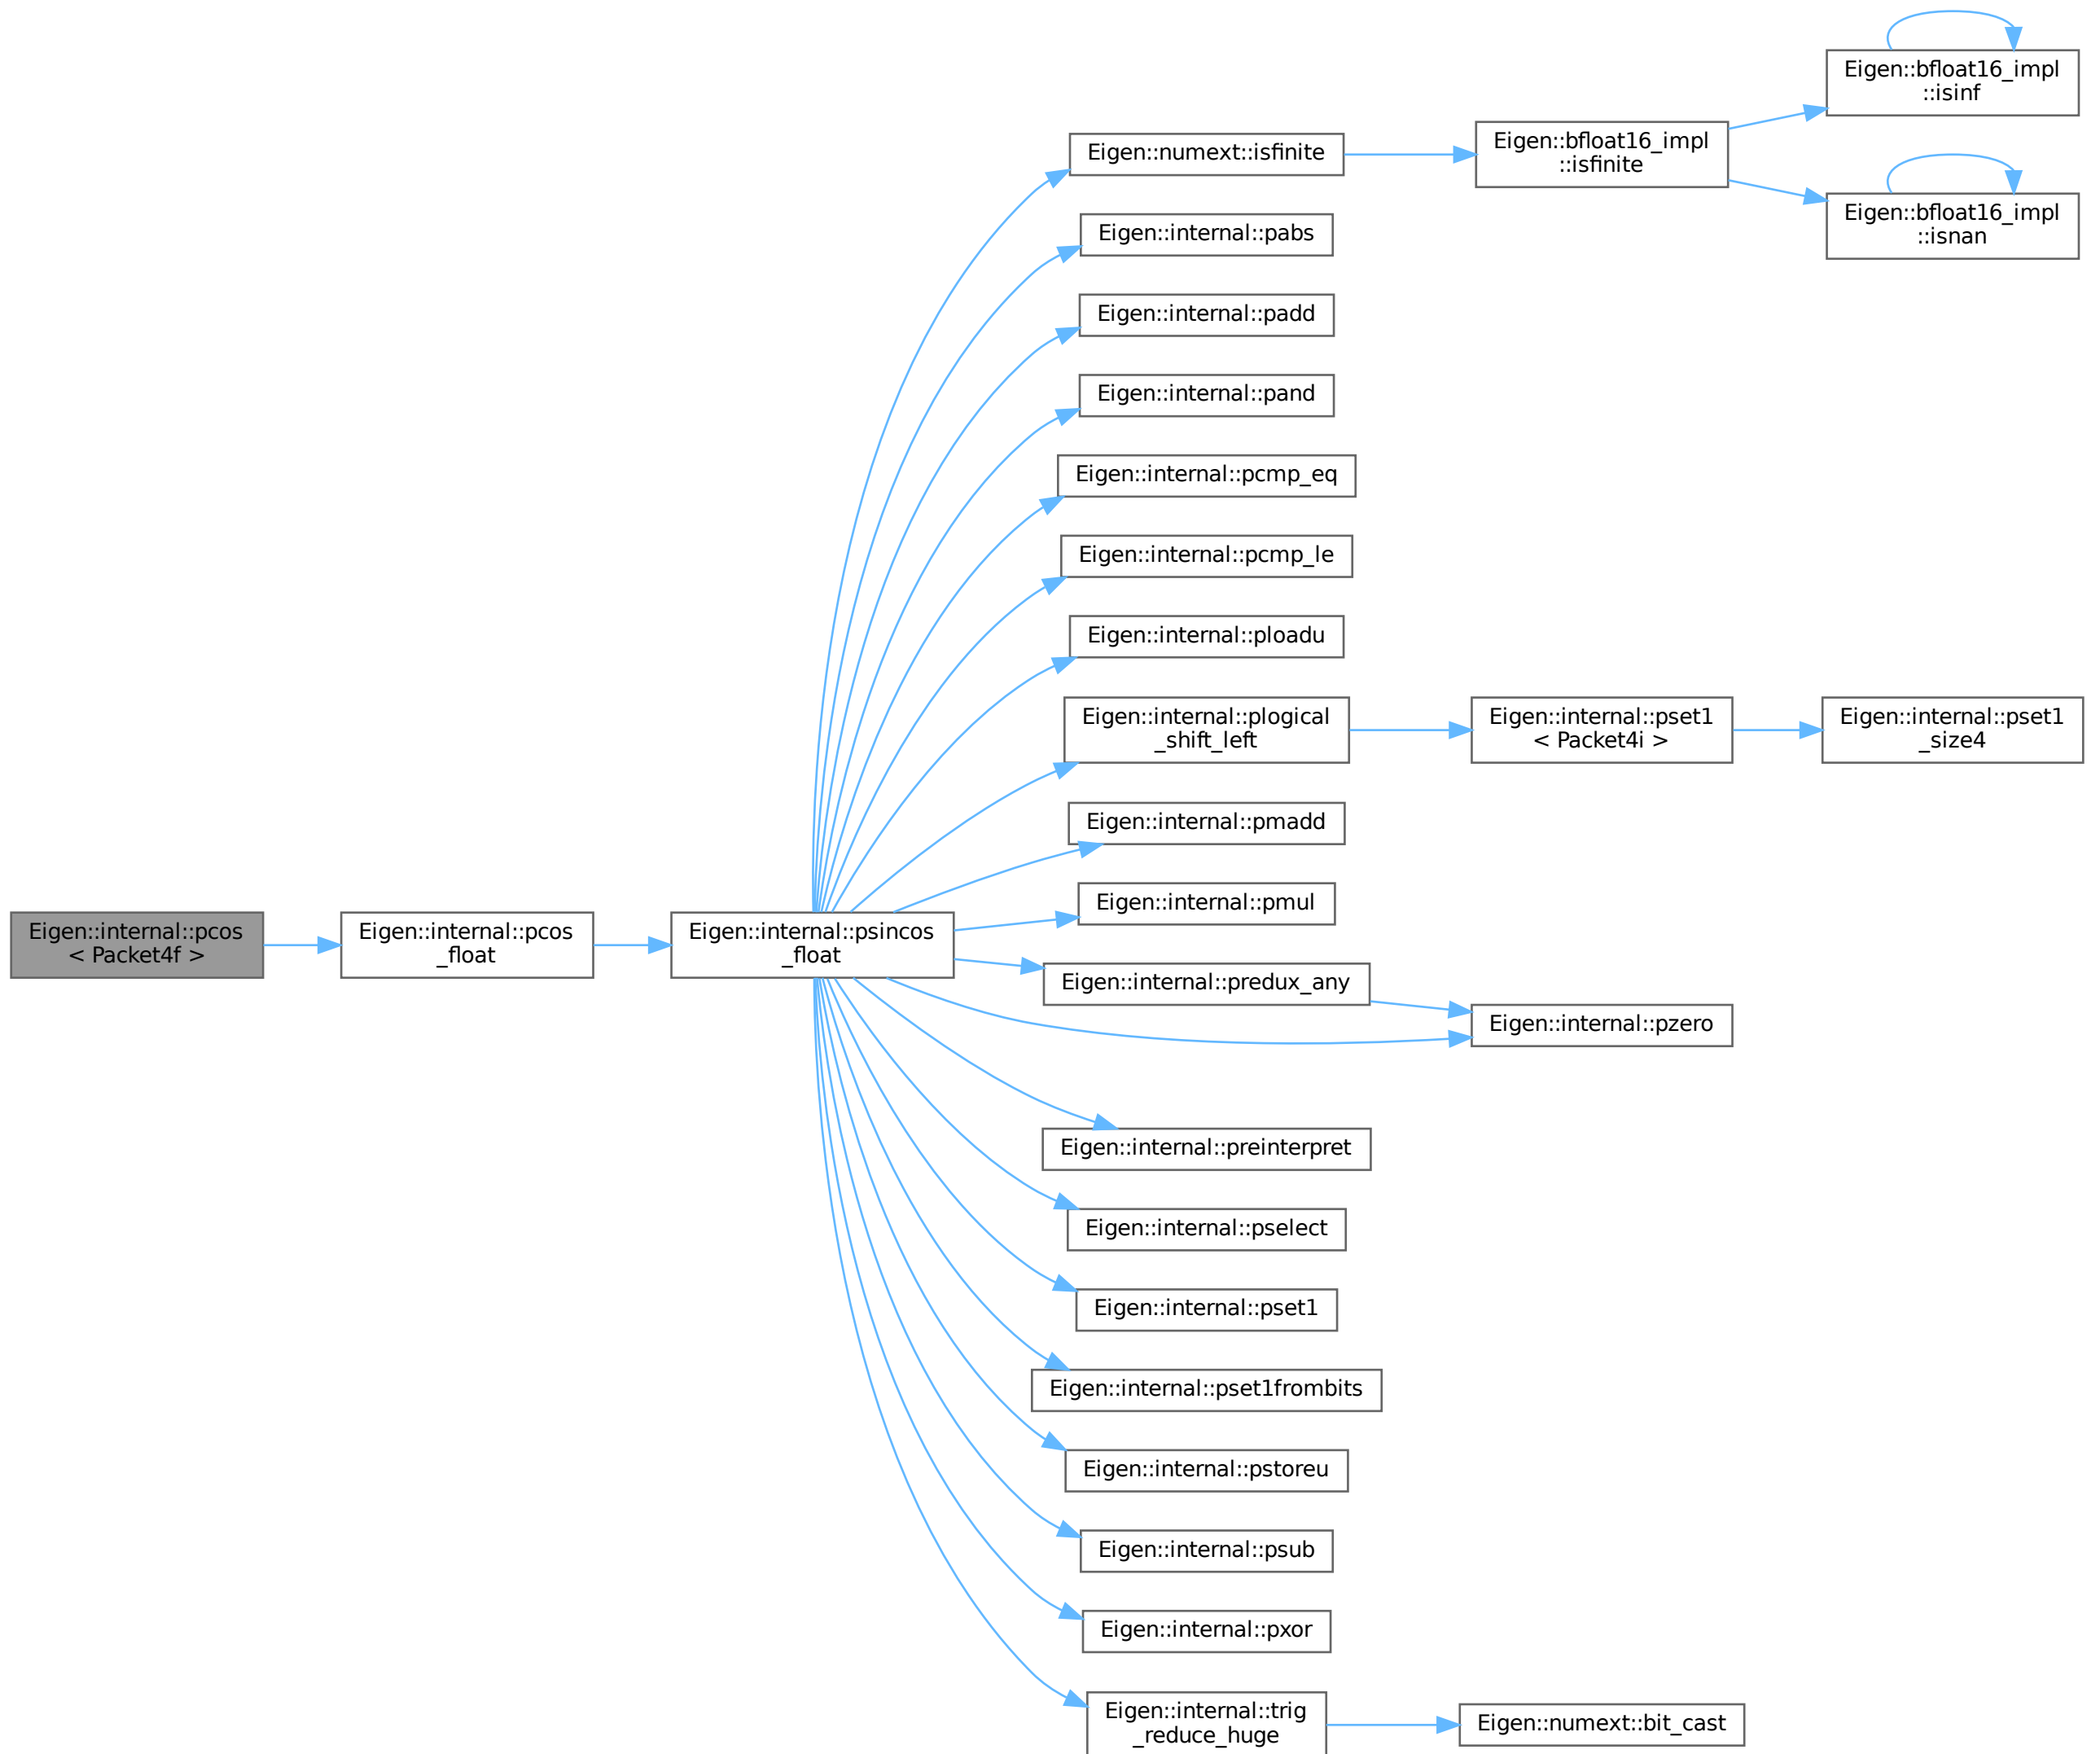 Eigen::bfloat16_impl
::isinf
Eigen::numext::isfinite
Eigen::bfloat16_impl
::isfinite
Eigen::bfloat16_impl
::isnan
Eigen::internal::pabs
Eigen::internal::padd
Eigen::internal::pand
Eigen::internal::pcmp_eq
Eigen::internal::pcmp_le
Eigen::internal::ploadu
Eigen::internal::plogical
_shift_left
Eigen::internal::pset1
< Packet4i >
Eigen::internal::pset1
_size4
Eigen::internal::pmadd
Eigen::internal::pmul
Eigen::internal::pcos
< Packet4f >
Eigen::internal::pcos
_float
Eigen::internal::psincos
_float
Eigen::internal::predux_any
Eigen::internal::pzero
Eigen::internal::preinterpret
Eigen::internal::pselect
Eigen::internal::pset1
Eigen::internal::pset1frombits
Eigen::internal::pstoreu
Eigen::internal::psub
Eigen::internal::pxor
Eigen::internal::trig
_reduce_huge
Eigen::numext::bit_cast